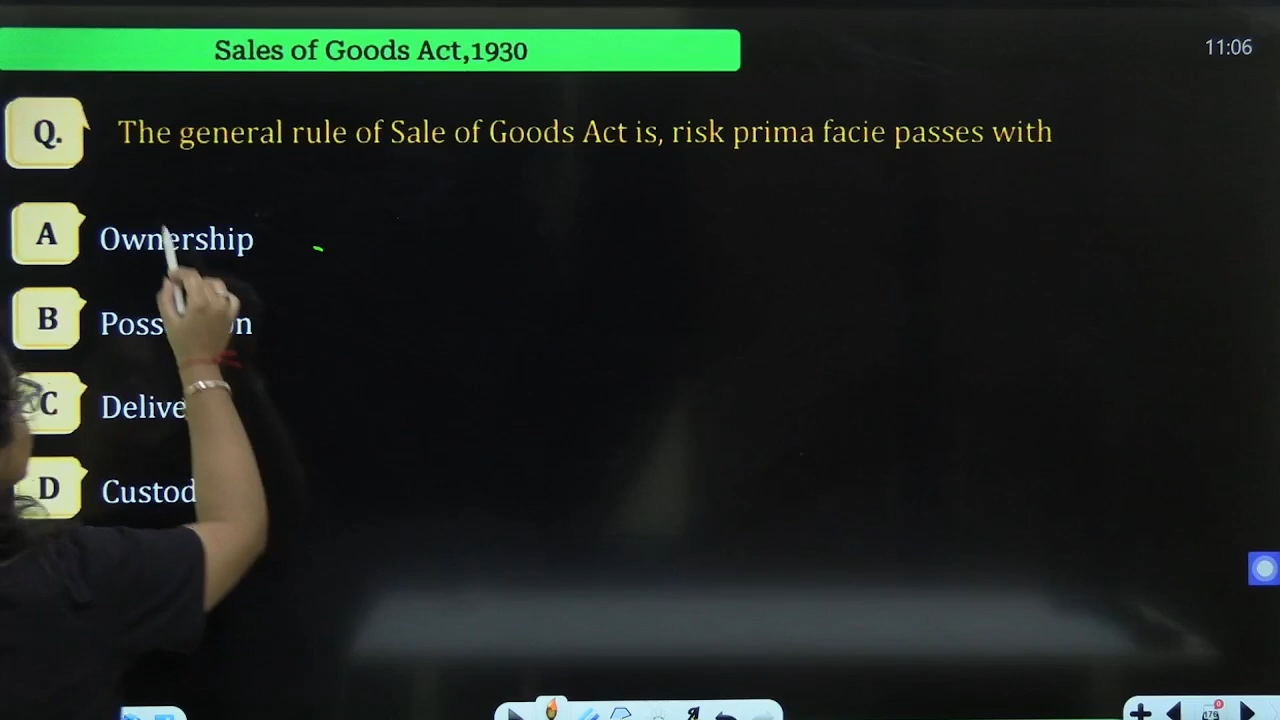 Sales of Goods Act,1930
11:06
Q. The general rule of Sale of Goods Act is, risk prima facie passes with
A Ownership
B
C
D